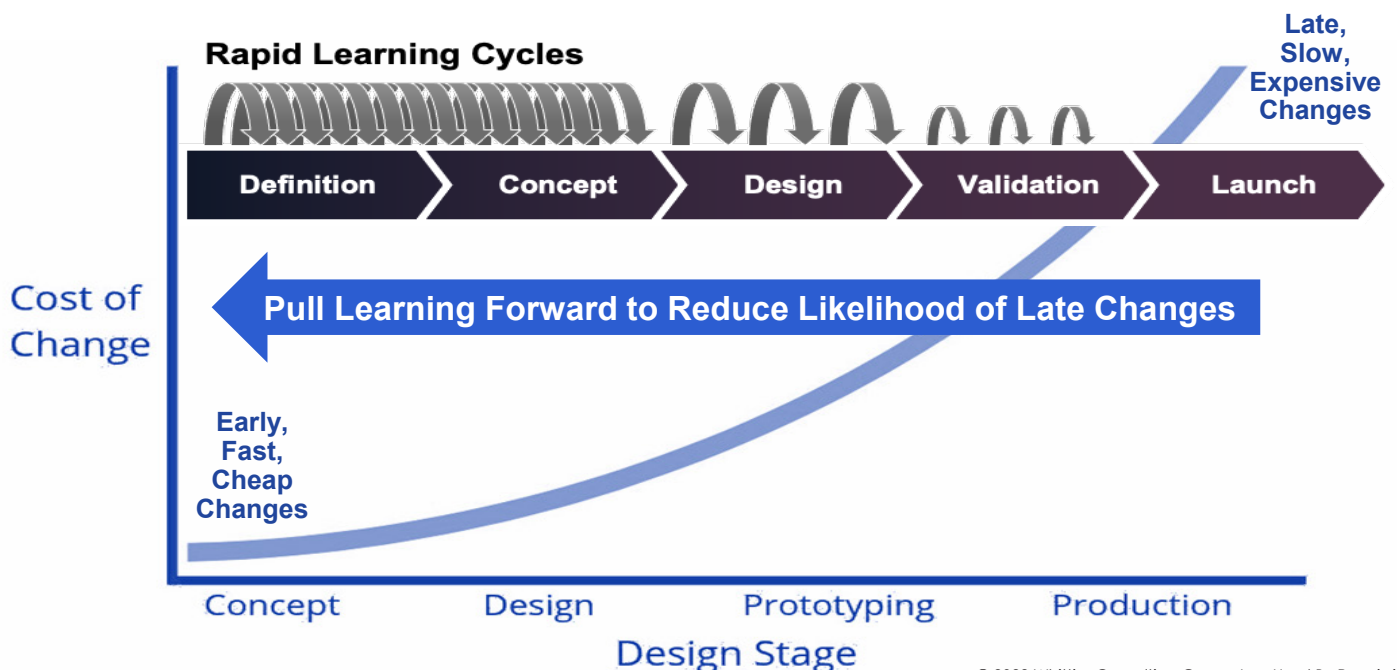 Late,
Slow,
Expensive
Changes
Rapid Learning Cycles
Definition
Concept
Design
Validation
Launch
Cost of
Change
Pull Learning Forward to Reduce Likelihood of Late Changes
Early,
Fast,
Cheap
Changes
Concept
Design
Prototyping
Production
Design Stage